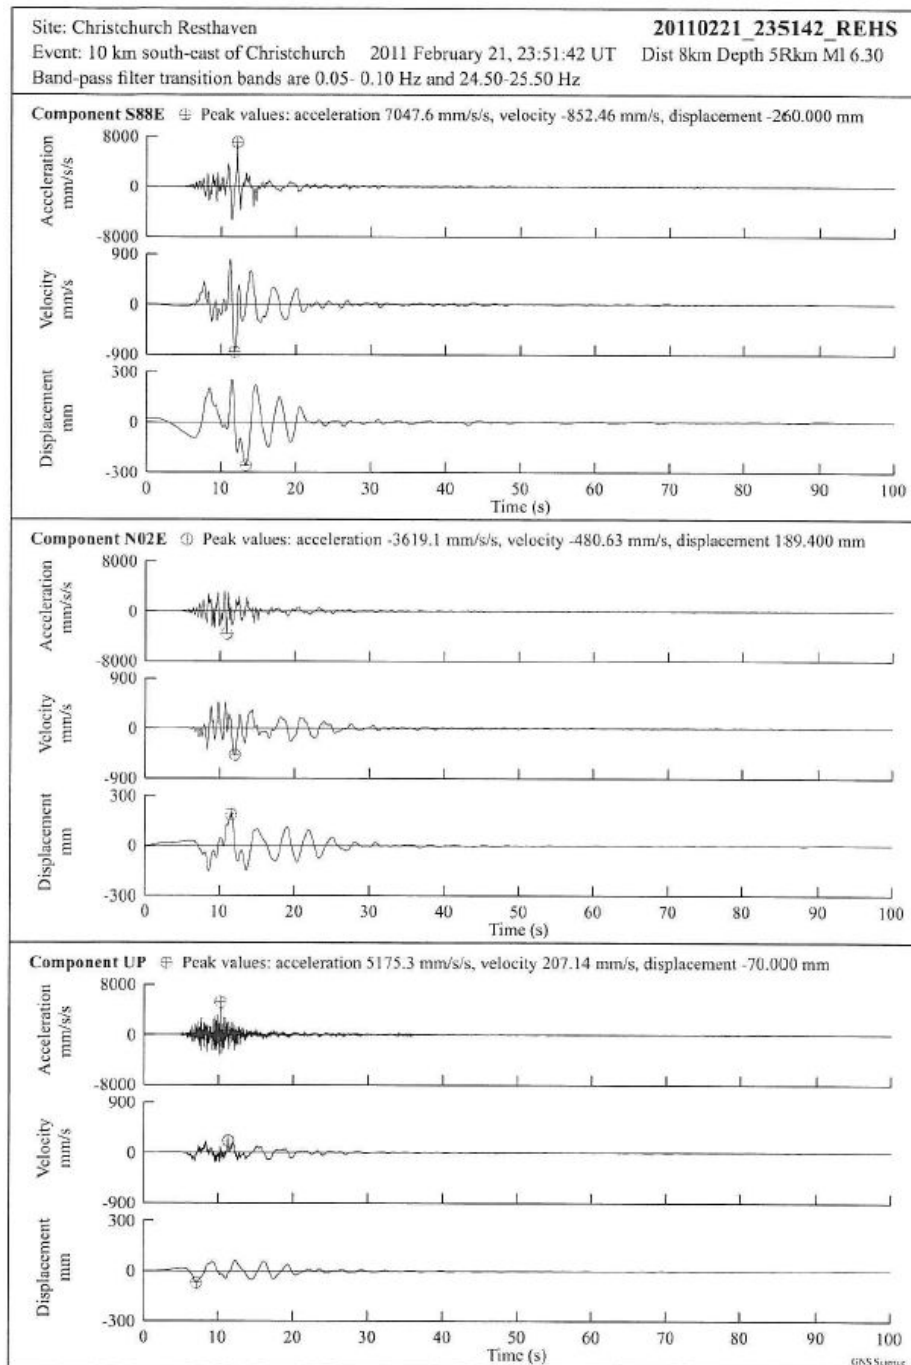 Site: Christchurch Resthaven 20110221_235142_REHS
Event: 10 km south-east of Christchurch 2011 February 21, 23:51:42 UT Dist 8km Depth 5Rkm Ml 6.30
Band-pass filter transition bands are 0.05- 0.10 Hz and 24.50-25.50 Hz
Component S88E ⊕ Peak values: acceleration 7047.6 mm/s/s, velocity -852.46 mm/s, displacement -260.000 mm
Acceleration
mm/s/s
8000
0
-8000
Velocity
mm/s
900
0
-900
Displacement
mm
300
0
-300
0 10 20 30 40 50 60 70 80 90 100
Time (s)
Component N02E ⊕ Peak values: acceleration -3619.1 mm/s/s, velocity -480.63 mm/s, displacement 189.400 mm
Acceleration
mm/s/s
8000
0
-8000
Velocity
mm/s
900
0
-900
Displacement
mm
300
0
-300
0 10 20 30 40 50 60 70 80 90 100
Time (s)
Component UP ⊕ Peak values: acceleration 5175.3 mm/s/s, velocity 207.14 mm/s, displacement -70.000 mm
Acceleration
mm/s/s
8000
0
-8000
Velocity
mm/s
900
0
-900
Displacement
mm
300
0
-300
0 10 20 30 40 50 60 70 80 90 100
Time (s)
GNS Science